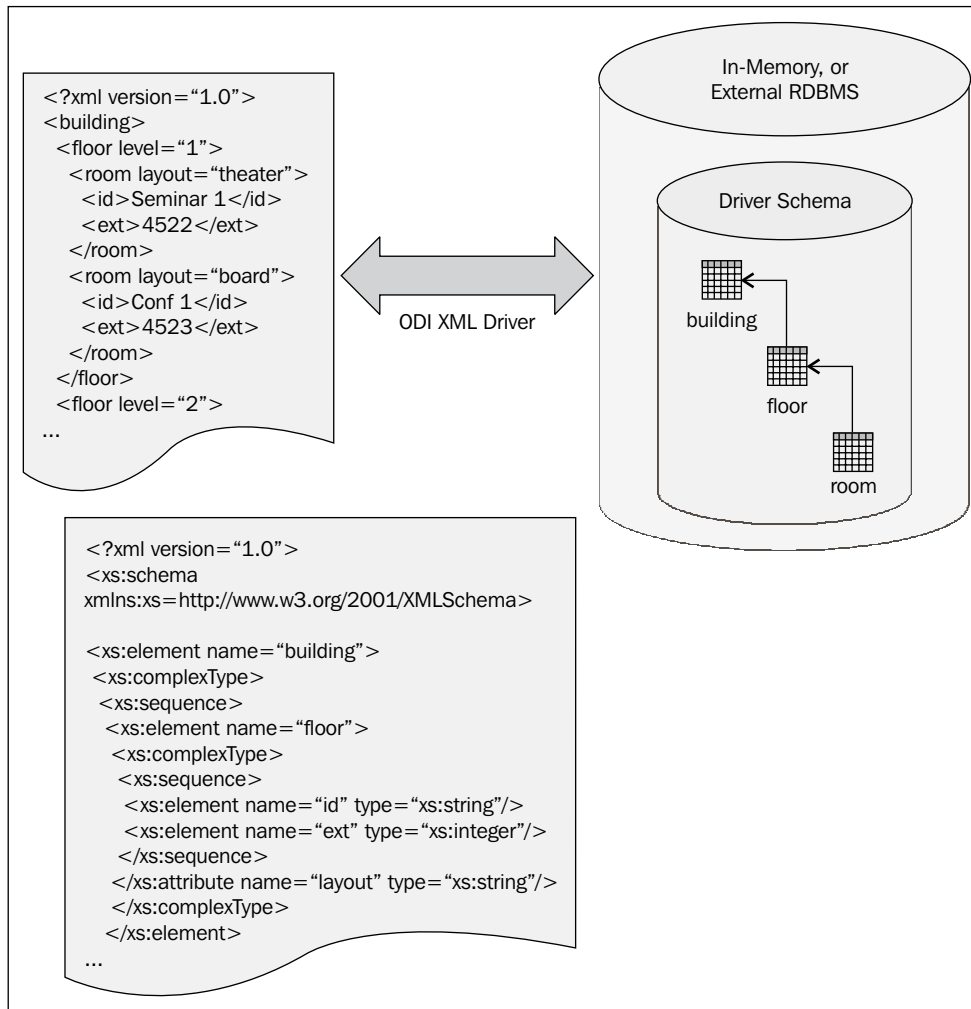 <?xml version=“1.0”>
<building>
<floor level=“1”>
<room layout=“theater”>
<id>Seminar 1</id>
<ext>4522</ext>
</room>
<room layout=“board”>
<id>Conf 1</id>
<ext>4523</ext>
</room>
</floor>
<floor level=“2”>
...
ODI XML Driver
In-Memory, or
External RDBMS
Driver Schema
building
floor
room
<?xml version=“1.0”>
<xs:schema
xmlns:xs=http://www.w3.org/2001/XMLSchema>
<xs:element name=“building”>
<xs:complexType>
<xs:sequence>
<xs:element name=“floor”>
<xs:complexType>
<xs:sequence>
<xs:element name=“id” type=“xs:string”/>
<xs:element name=“ext” type=“xs:integer”/>
</xs:sequence>
</xs:attribute name=“layout” type=“xs:string”/>
</xs:complexType>
</xs:element>
...